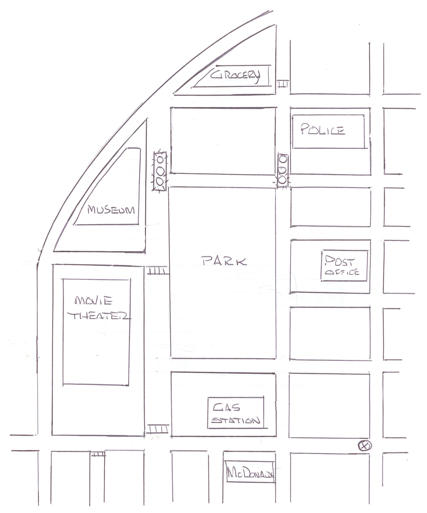 GROCERY
POLICE
MUSEUM
PARK
POST
OFFICE
MOVIE
THEATER
GAS
STATION
McDONALD